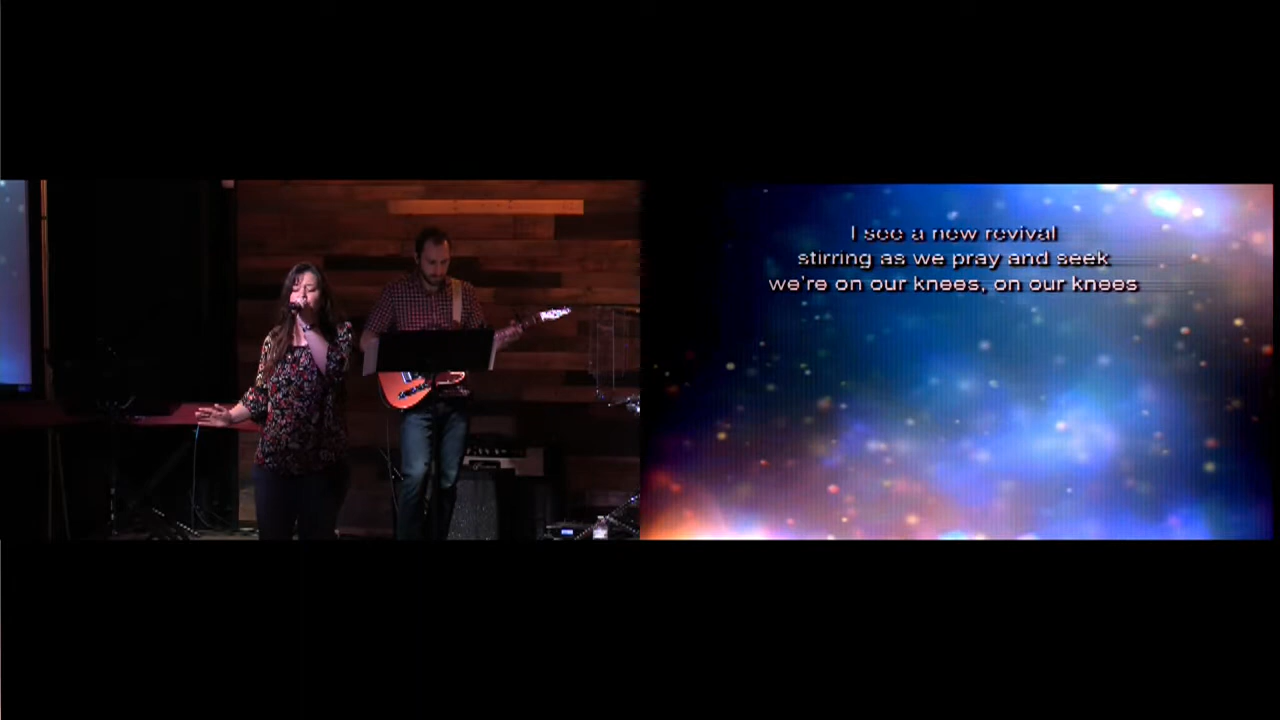 I see a new revival
stirring as we pray and seek
we're on our knees, on our knees